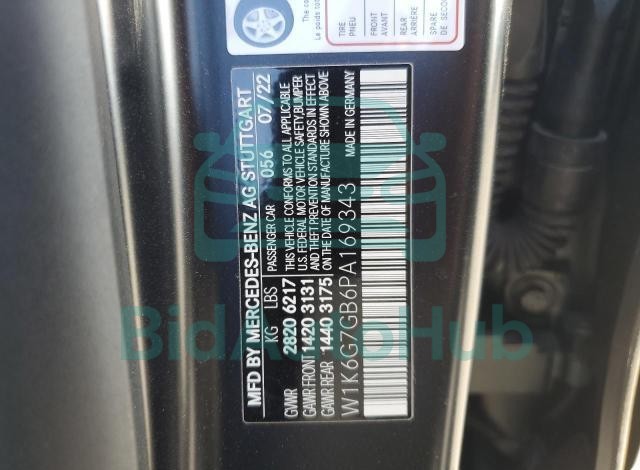 TIRE
PNEU
FRONT
AVANT
REAR
ARRIÈRE
SPARE
DE SECO
MFD BY MERCEDES-BENZ AG STUTTGART
PASSENGER CAR 056 07/22
KG LBS
GVWR 2820 6217
GAWR FRONT 1420 3131
GAWR REAR 1440 3175
THIS VEHICLE CONFORMS TO ALL APPLICABLE
U.S. FEDERAL MOTOR VEHICLE SAFETY, BUMPER
AND THEFT PREVENTION STANDARDS IN EFFECT
ON THE DATE OF MANUFACTURE SHOWN ABOVE
W1K6G7GB6PA169343 MADE IN GERMANY
BidAutoHub